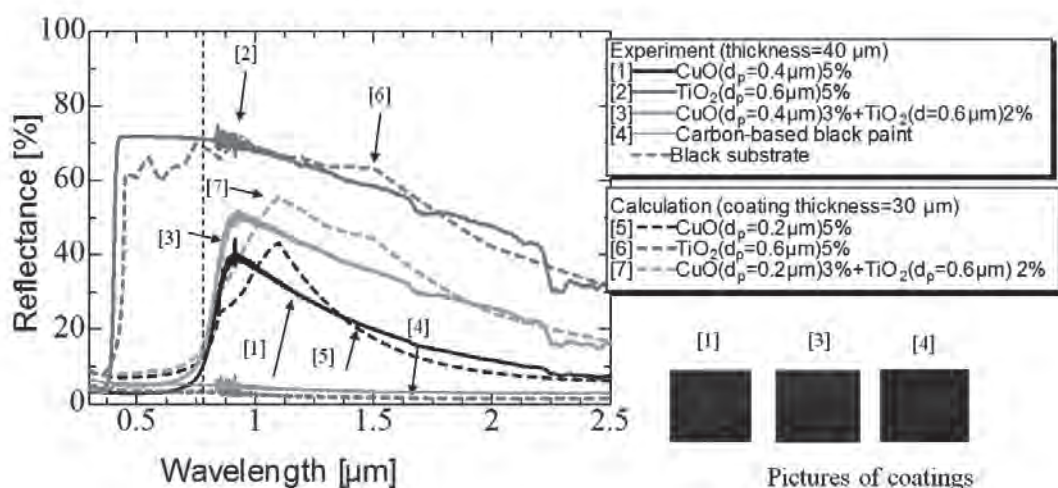 100
80
60
40
20
0
Reflectance [%]
0.5
1
1.5
2
2.5
Wavelength [µm]
[2]
[6]
[7]
[3]
[1]
[5]
[4]
Experiment (thickness=40 µm)
[1] CuO(dp=0.4µm)5%
[2] TiO2(dp=0.6µm)5%
[3] CuO(dp=0.4µm)3%+TiO2(d=0.6µm)2%
[4] Carbon-based black paint
Black substrate
Calculation (coating thickness=30 µm)
[5] CuO(dp=0.2µm)5%
[6] TiO2(dp=0.6µm)5%
[7] CuO(dp=0.2µm)3%+TiO2(dp=0.6µm) 2%
[1] [3] [4]
Pictures of coatings